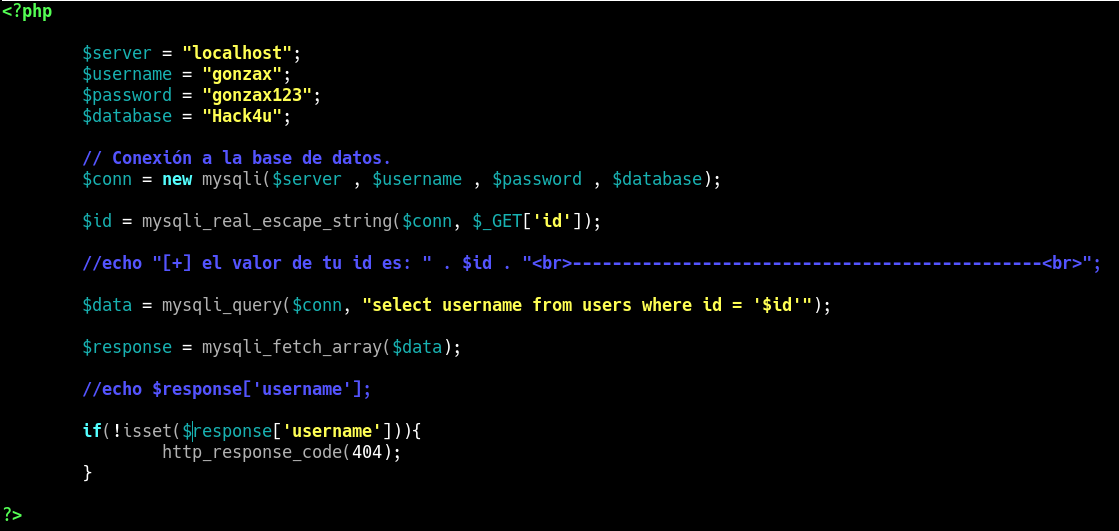 <?php
$server = "localhost";
$username = "gonzax";
$password = "gonzax123";
$database = "Hack4u";
// Conexión a la base de datos.
$conn = new mysqli($server , $username , $password , $database);
$id = mysqli_real_escape_string($conn, $_GET['id']);
//echo "[+] el valor de tu id es: " . $id . "<br>-----------------------------------------------<br>";
$data = mysqli_query($conn, "select username from users where id = '$id'");
$response = mysqli_fetch_array($data);
//echo $response['username'];
if(!isset($response['username'])){
http_response_code(404);
}
?>